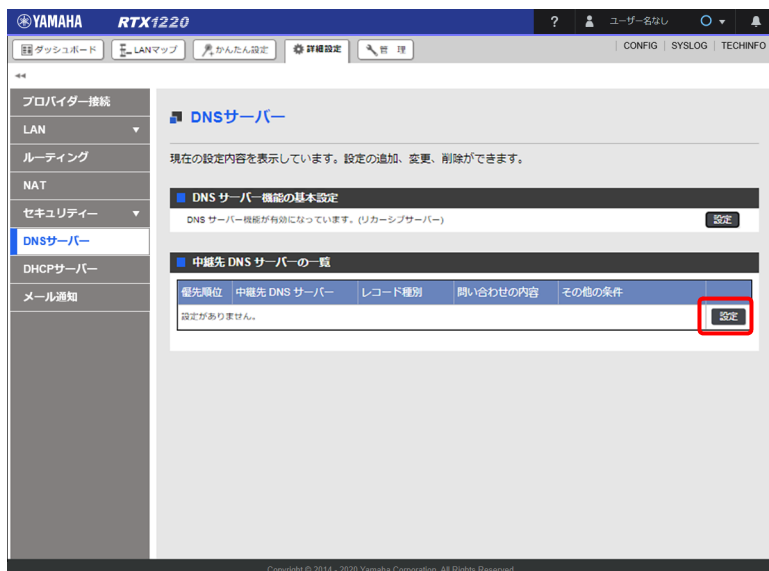 YAMAHA RTX1220 ? ユーザー名なし
ダッシュボード LANマップ かんたん設定 詳細設定 管 理 CONFIG SYSLOG TECHINFO
プロバイダー接続
LAN
ルーティング
NAT
セキュリティー
DNSサーバー
DHCPサーバー
メール通知
DNSサーバー
現在の設定内容を表示しています。設定の追加、変更、削除ができます。
DNS サーバー機能の基本設定
DNS サーバー機能が有効になっています。(リカーシブサーバー) 設定
中継先 DNS サーバーの一覧
優先順位 中継先 DNS サーバー レコード種別 問い合わせの内容 その他の条件
設定がありません。 設定
Copyright © 2014 - 2020 Yamaha Corporation. All Rights Reserved.